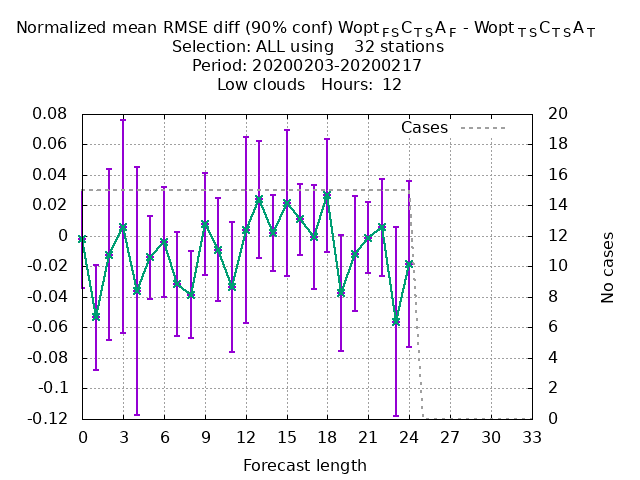 Normalized mean RMSE diff (90% conf) Wopt FS C TS A F - Wopt TS C TS A T
Selection: ALL using 32 stations
Period: 20200203-20200217
Low clouds Hours: 12
Cases
0.08
0.06
0.04
0.02
0
-0.02
-0.04
-0.06
-0.08
-0.1
-0.12
20
18
16
14
12
10
8
6
4
2
0
No cases
0 3 6 9 12 15 18 21 24 27 30 33
Forecast length